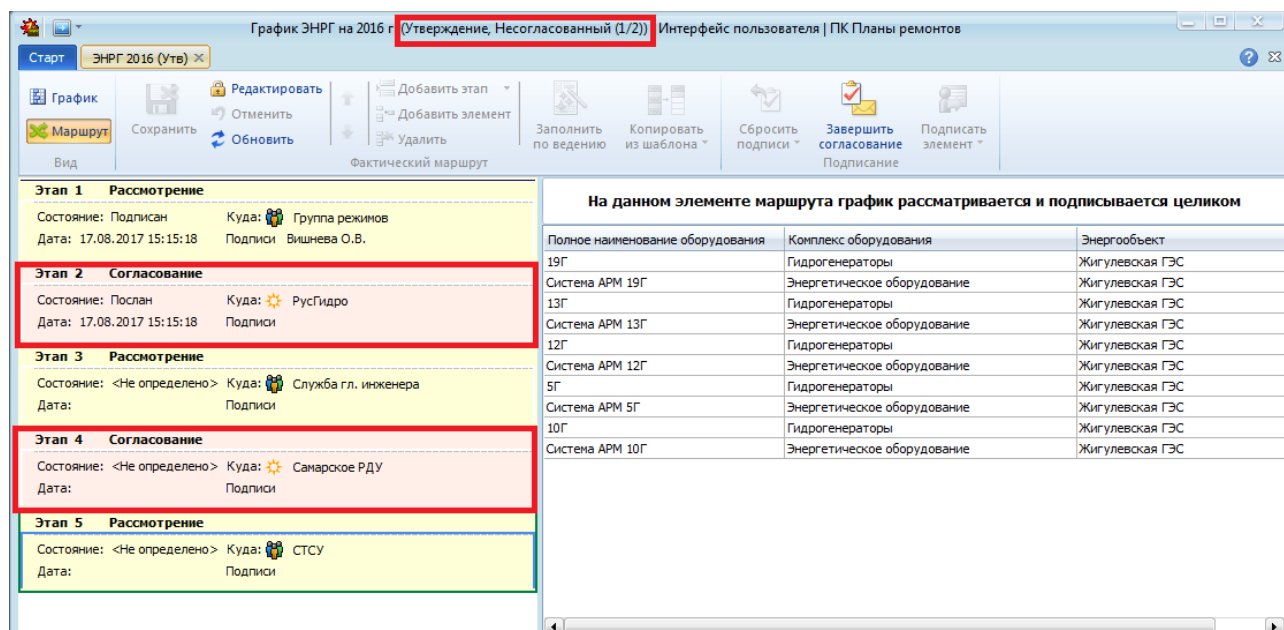 График ЭНРГ на 2016 г (Утверждение, Несогласованный (1/2)) Интерфейс пользователя | ПК Планы ремонтов
Старт ЭНРГ 2016 (Утв)
График
Маршрут
Вид
Сохранить
Редактировать
Отменить
Обновить
Добавить этап
Добавить элемент
Удалить
Фактический маршрут
Заполнить по ведению
Копировать из шаблона
Сбросить подписи
Завершить согласование
Подписать элемент
Подписание
Этап 1 Рассмотрение
Состояние: Подписан Куда: Группа режимов
Дата: 17.08.2017 15:15:18 Подписи Вишнева О.В.
Этап 2 Согласование
Состояние: Послан Куда: РусГидро
Дата: 17.08.2017 15:15:18 Подписи
Этап 3 Рассмотрение
Состояние: <Не определено> Куда: Служба гл. инженера
Дата: Подписи
Этап 4 Согласование
Состояние: <Не определено> Куда: Самарское РДУ
Дата: Подписи
Этап 5 Рассмотрение
Состояние: <Не определено> Куда: СТСУ
Дата: Подписи
На данном элементе маршрута график рассматривается и подписывается целиком
Полное наименование оборудования Комплекс оборудования Энергообъект
19Г Гидрогенераторы Жигулевская ГЭС
Система АРМ 19Г Энергетическое оборудование Жигулевская ГЭС
13Г Гидрогенераторы Жигулевская ГЭС
Система АРМ 13Г Энергетическое оборудование Жигулевская ГЭС
12Г Гидрогенераторы Жигулевская ГЭС
Система АРМ 12Г Энергетическое оборудование Жигулевская ГЭС
5Г Гидрогенераторы Жигулевская ГЭС
Система АРМ 5Г Энергетическое оборудование Жигулевская ГЭС
10Г Гидрогенераторы Жигулевская ГЭС
Система АРМ 10Г Энергетическое оборудование Жигулевская ГЭС